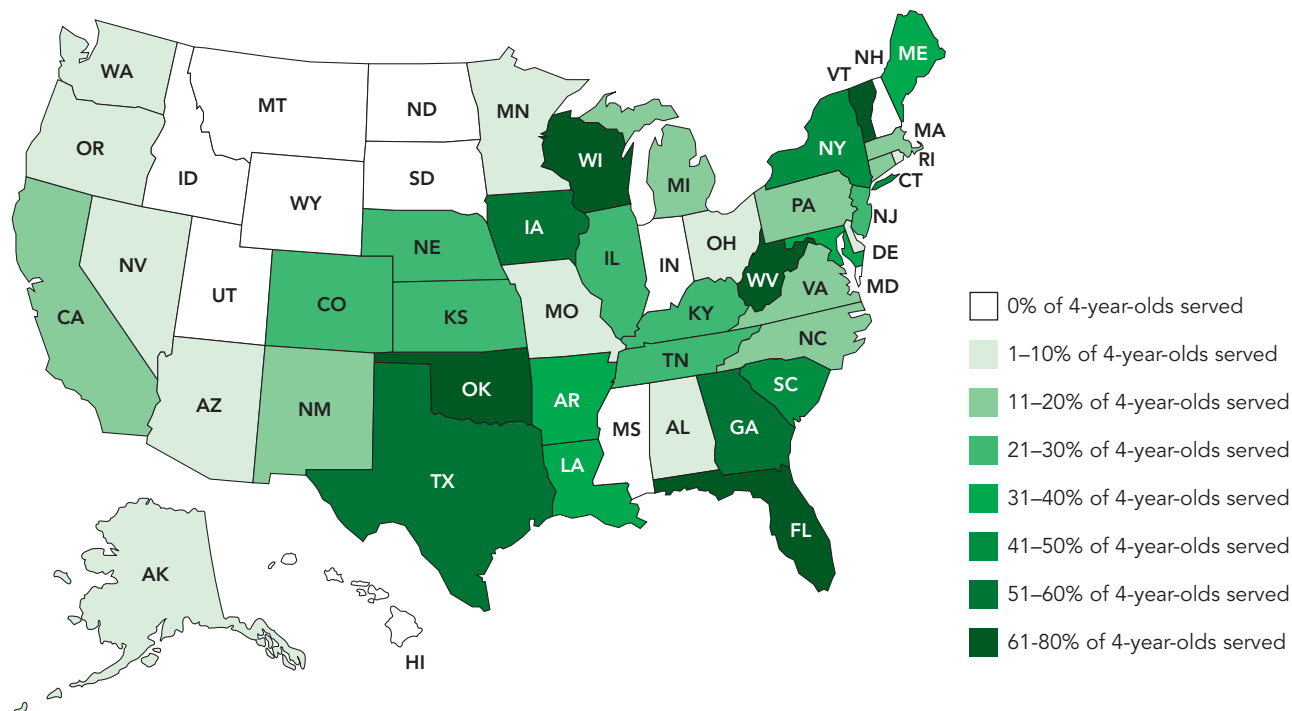 WA
MT
ND
MN
OR
ID
WY
SD
WI
MI
NV
UT
CO
NE
IA
IL
IN
OH
PA
NY
VT
NH
ME
MA
RI
CT
NJ
DE
MD
WV
VA
CA
KS
MO
KY
NC
TN
AZ
NM
OK
AR
SC
MS
AL
GA
TX
LA
FL
AK
HI
0% of 4-year-olds served
1–10% of 4-year-olds served
11–20% of 4-year-olds served
21–30% of 4-year-olds served
31–40% of 4-year-olds served
41–50% of 4-year-olds served
51–60% of 4-year-olds served
61-80% of 4-year-olds served